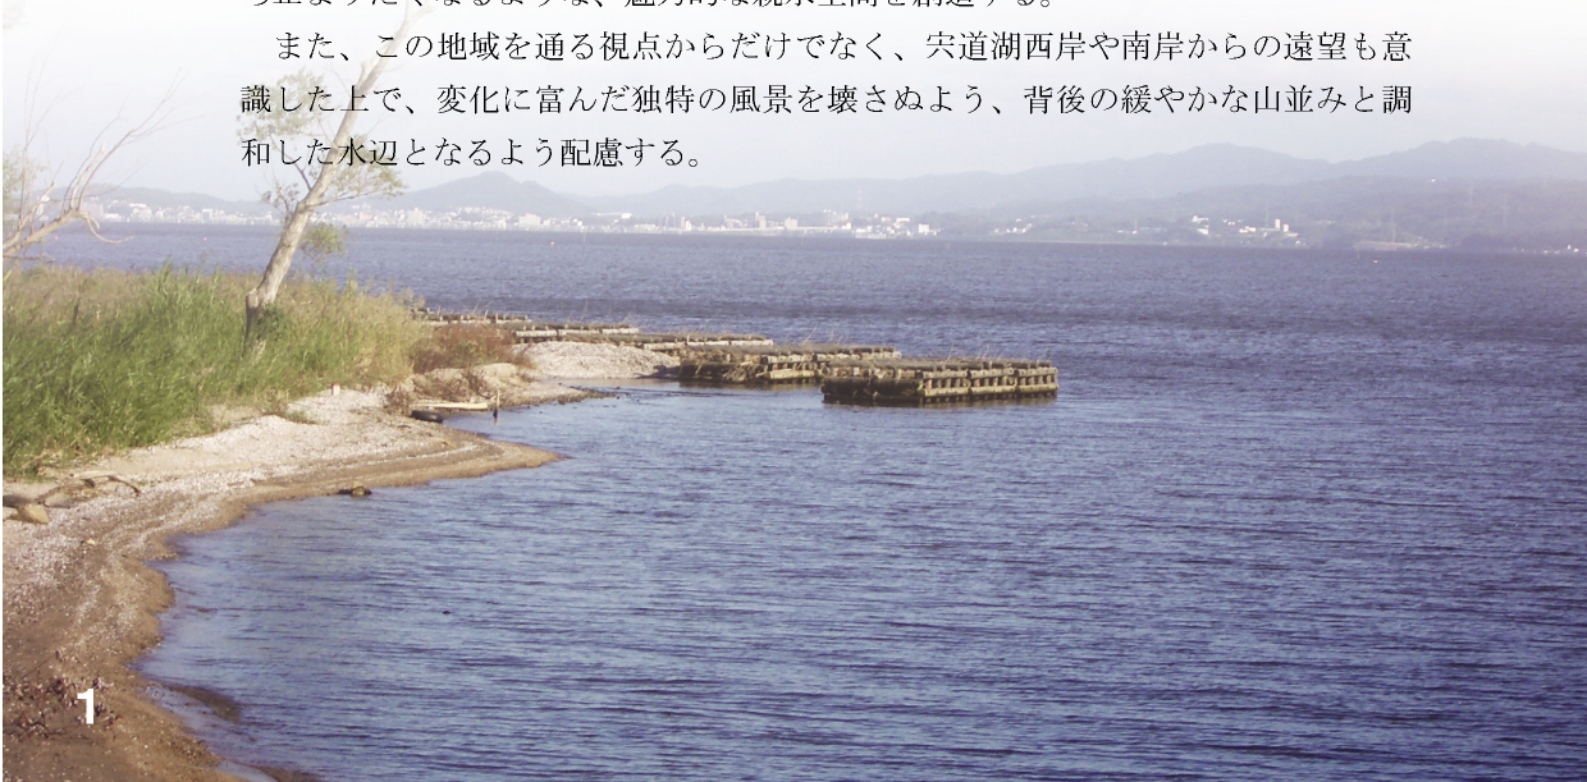 また、この地域を通る視点からだけでなく、宍道湖西岸や南岸からの遠望も意
識した上で、変化に富んだ独特の風景を壊さぬよう、背後の緩やかな山並みと調
和した水辺となるよう配慮する。
1